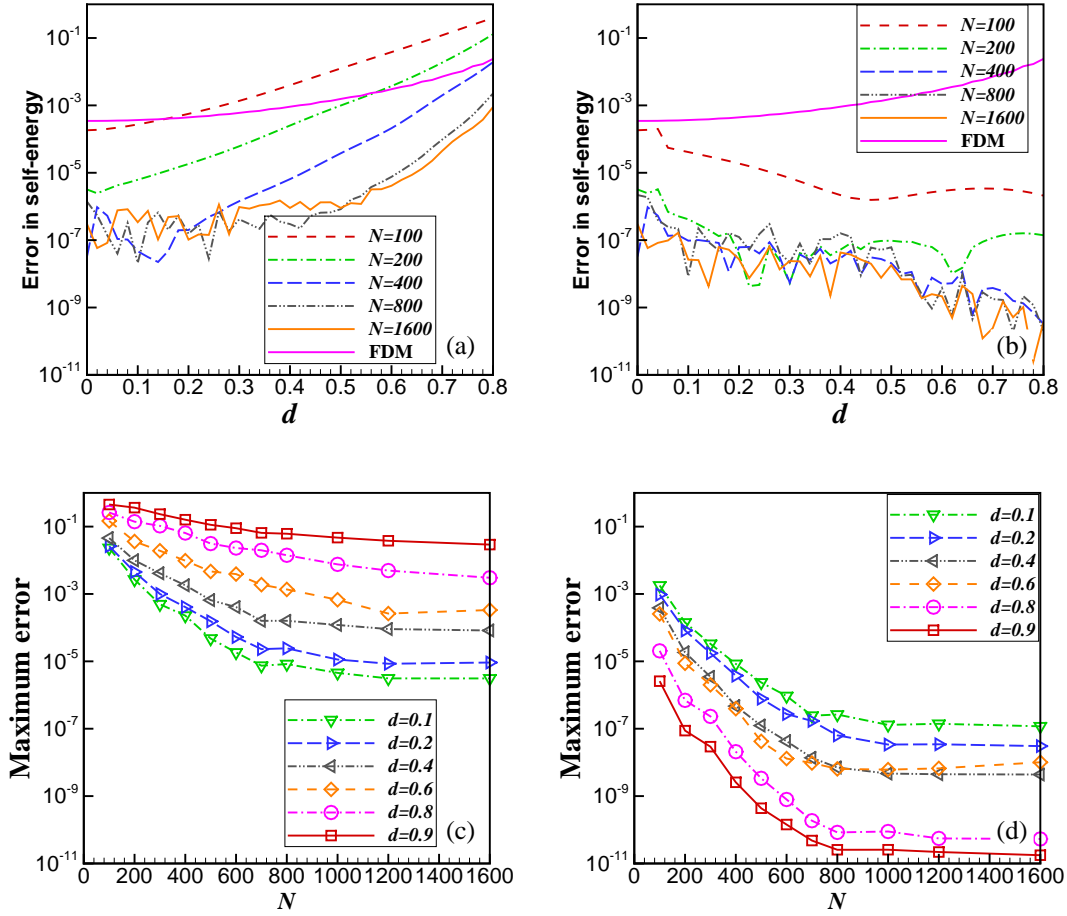 Error in self-energy
10^-1
10^-3
10^-5
10^-7
10^-9
10^-11
N=100
N=200
N=400
N=800
N=1600
FDM
(a)
0 0.1 0.2 0.3 0.4 0.5 0.6 0.7 0.8
d
Error in self-energy
10^-1
10^-3
10^-5
10^-7
10^-9
10^-11
N=100
N=200
N=400
N=800
N=1600
FDM
(b)
0 0.1 0.2 0.3 0.4 0.5 0.6 0.7 0.8
d
Maximum error
10^-1
10^-3
10^-5
10^-7
10^-9
10^-11
d=0.1
d=0.2
d=0.4
d=0.6
d=0.8
d=0.9
(c)
0 200 400 600 800 1000 1200 1400 1600
N
Maximum error
10^-1
10^-3
10^-5
10^-7
10^-9
10^-11
d=0.1
d=0.2
d=0.4
d=0.6
d=0.8
d=0.9
(d)
0 200 400 600 800 1000 1200 1400 1600
N